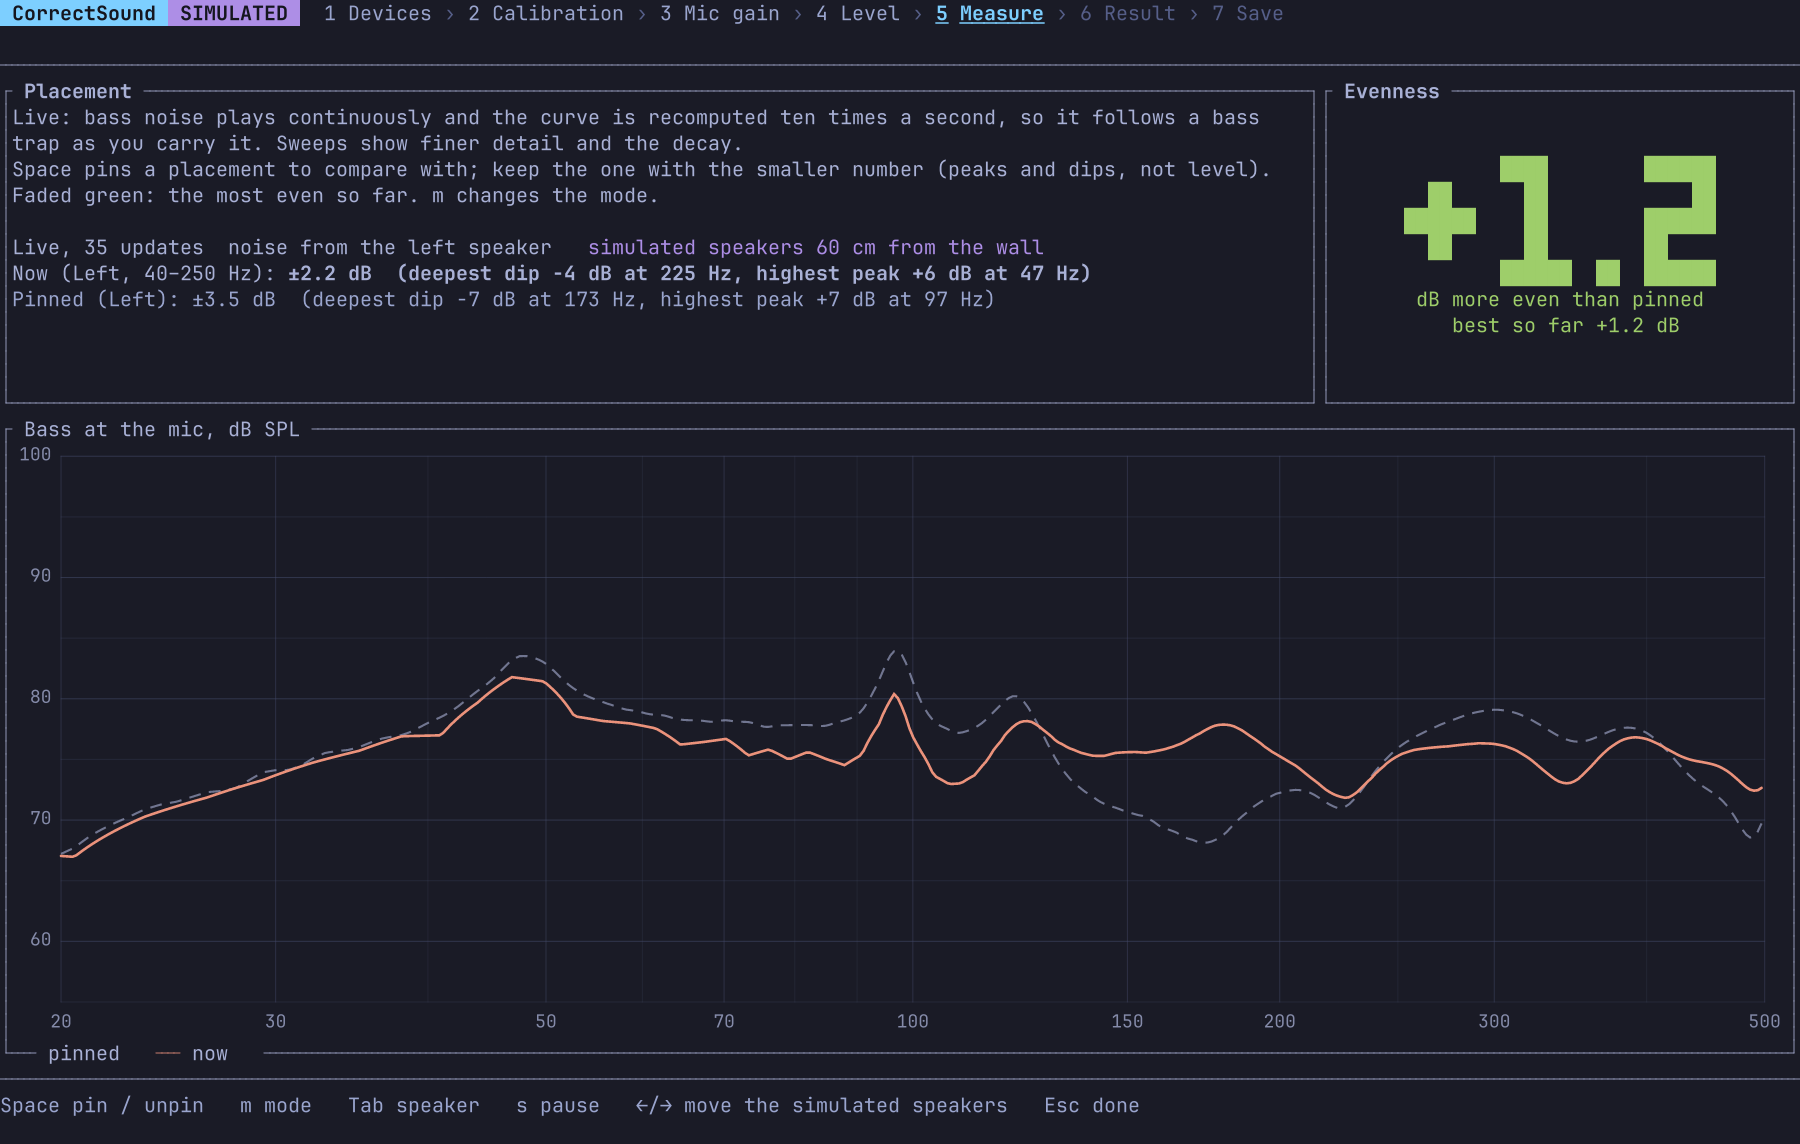 CorrectSound SIMULATED 1 Devices › 2 Calibration › 3 Mic gain › 4 Level › 5 Measure › 6 Result › 7 Save
Placement
Live: bass noise plays continuously and the curve is recomputed ten times a second, so it follows a bass
trap as you carry it. Sweeps show finer detail and the decay.
Space pins a placement to compare with; keep the one with the smaller number (peaks and dips, not level).
Faded green: the most even so far. m changes the mode.
Live, 35 updates noise from the left speaker simulated speakers 60 cm from the wall
Now (Left, 40–250 Hz): ±2.2 dB (deepest dip -4 dB at 225 Hz, highest peak +6 dB at 47 Hz)
Pinned (Left): ±3.5 dB (deepest dip -7 dB at 173 Hz, highest peak +7 dB at 97 Hz)
Evenness
+1.2
dB more even than pinned
best so far +1.2 dB
Bass at the mic, dB SPL
100
90
80
70
60
20 30 50 70 100 150 200 300 500
pinned now
Space pin / unpin m mode Tab speaker s pause ←/→ move the simulated speakers Esc done